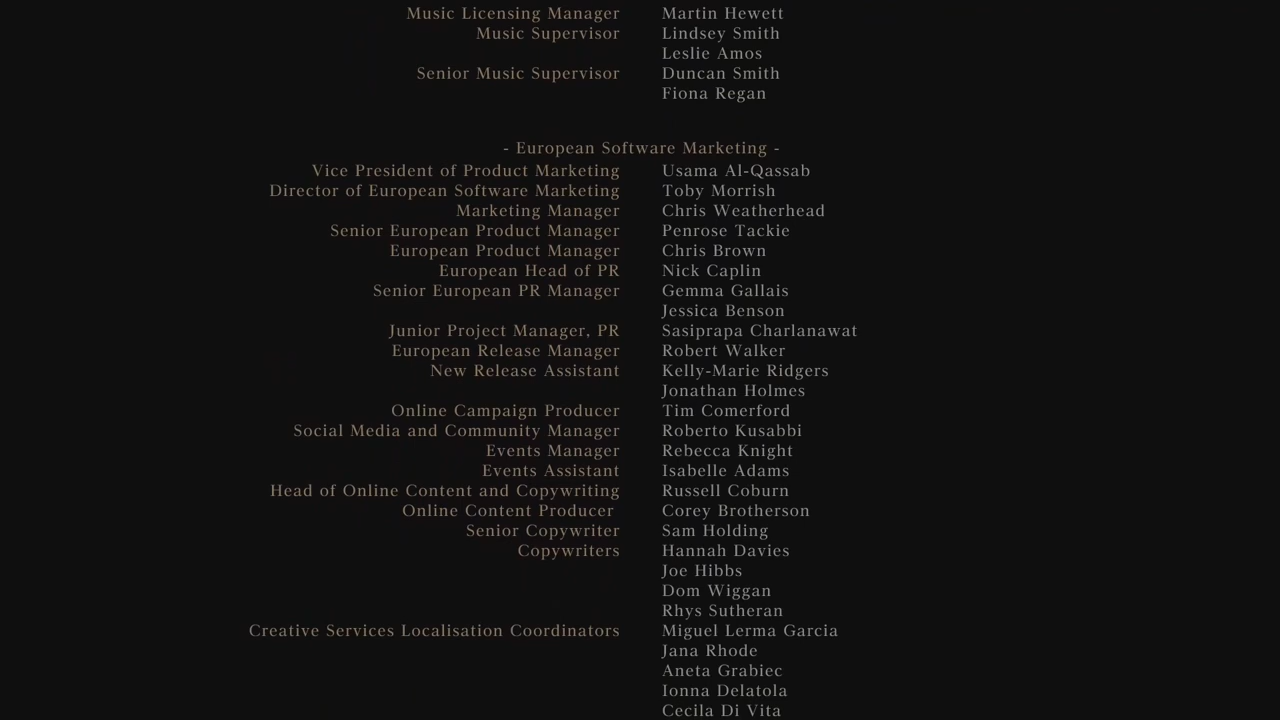 Music Licensing Manager Martin Hewett
Music Supervisor Lindsey Smith
Leslie Amos
Senior Music Supervisor Duncan Smith
Fiona Regan
- European Software Marketing -
Vice President of Product Marketing Usama Al-Qassab
Director of European Software Marketing Toby Morrish
Marketing Manager Chris Weatherhead
Senior European Product Manager Penrose Tackie
European Product Manager Chris Brown
European Head of PR Nick Caplin
Senior European PR Manager Gemma Gallais
Jessica Benson
Junior Project Manager, PR Sasiprapa Charlanawat
European Release Manager Robert Walker
New Release Assistant Kelly-Marie Ridgers
Jonathan Holmes
Online Campaign Producer Tim Comerford
Social Media and Community Manager Roberto Kusabbi
Events Manager Rebecca Knight
Events Assistant Isabelle Adams
Head of Online Content and Copywriting Russell Coburn
Online Content Producer Corey Brotherson
Senior Copywriter Sam Holding
Copywriters Hannah Davies
Joe Hibbs
Dom Wiggan
Rhys Sutheran
Creative Services Localisation Coordinators Miguel Lerma Garcia
Jana Rhode
Aneta Grabiec
Ionna Delatola
Cecila Di Vita